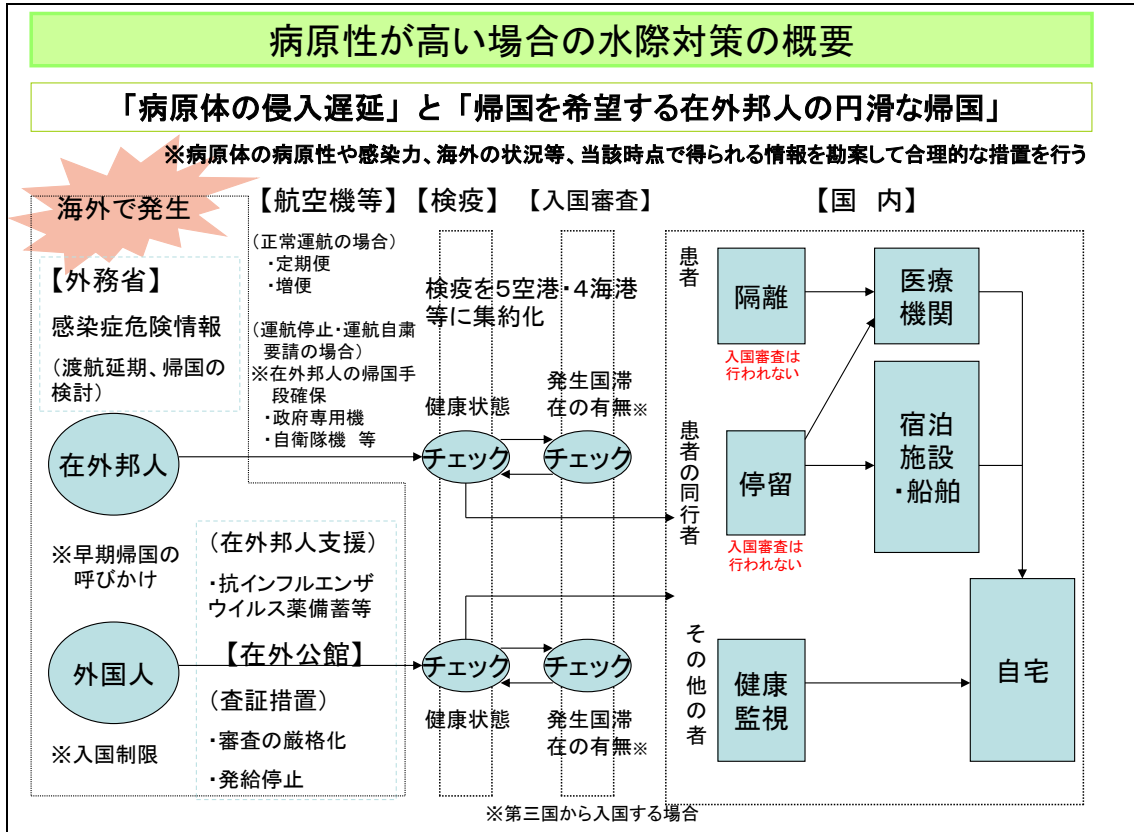 病原性が高い場合の水際対策の概要
「病原体の侵入遅延」と「帰国を希望する在外邦人の円滑な帰国」
※病原体の病原性や感染力、海外の状況等、当該時点で得られる情報を勘案して合理的な措置を行う
海外で発生
【外務省】
感染症危険情報
(渡航延期、帰国の
検討)
在外邦人
※早期帰国の
呼びかけ
外国人
※入国制限
【航空機等】
(正常運航の場合)
・定期便
・増便
(運航停止・運航自粛
要請の場合)
※在外邦人の帰国手
段確保
・政府専用機
・自衛隊機 等
(在外邦人支援)
・抗インフルエンザ
ウイルス薬備蓄等
【在外公館】
(査証措置)
・審査の厳格化
・発給停止
【検疫】
【入国審査】
検疫を5空港・4海港
等に集約化
健康状態
発生国滞
在の有無※
チェック
チェック
チェック
チェック
健康状態
発生国滞
在の有無※
※第三国から入国する場合
【国 内】
患者
隔離
入国審査は
行われない
医療
機関
患者の同行者
停留
入国審査は
行われない
宿泊
施設
・船舶
その他の者
健康
監視
自宅